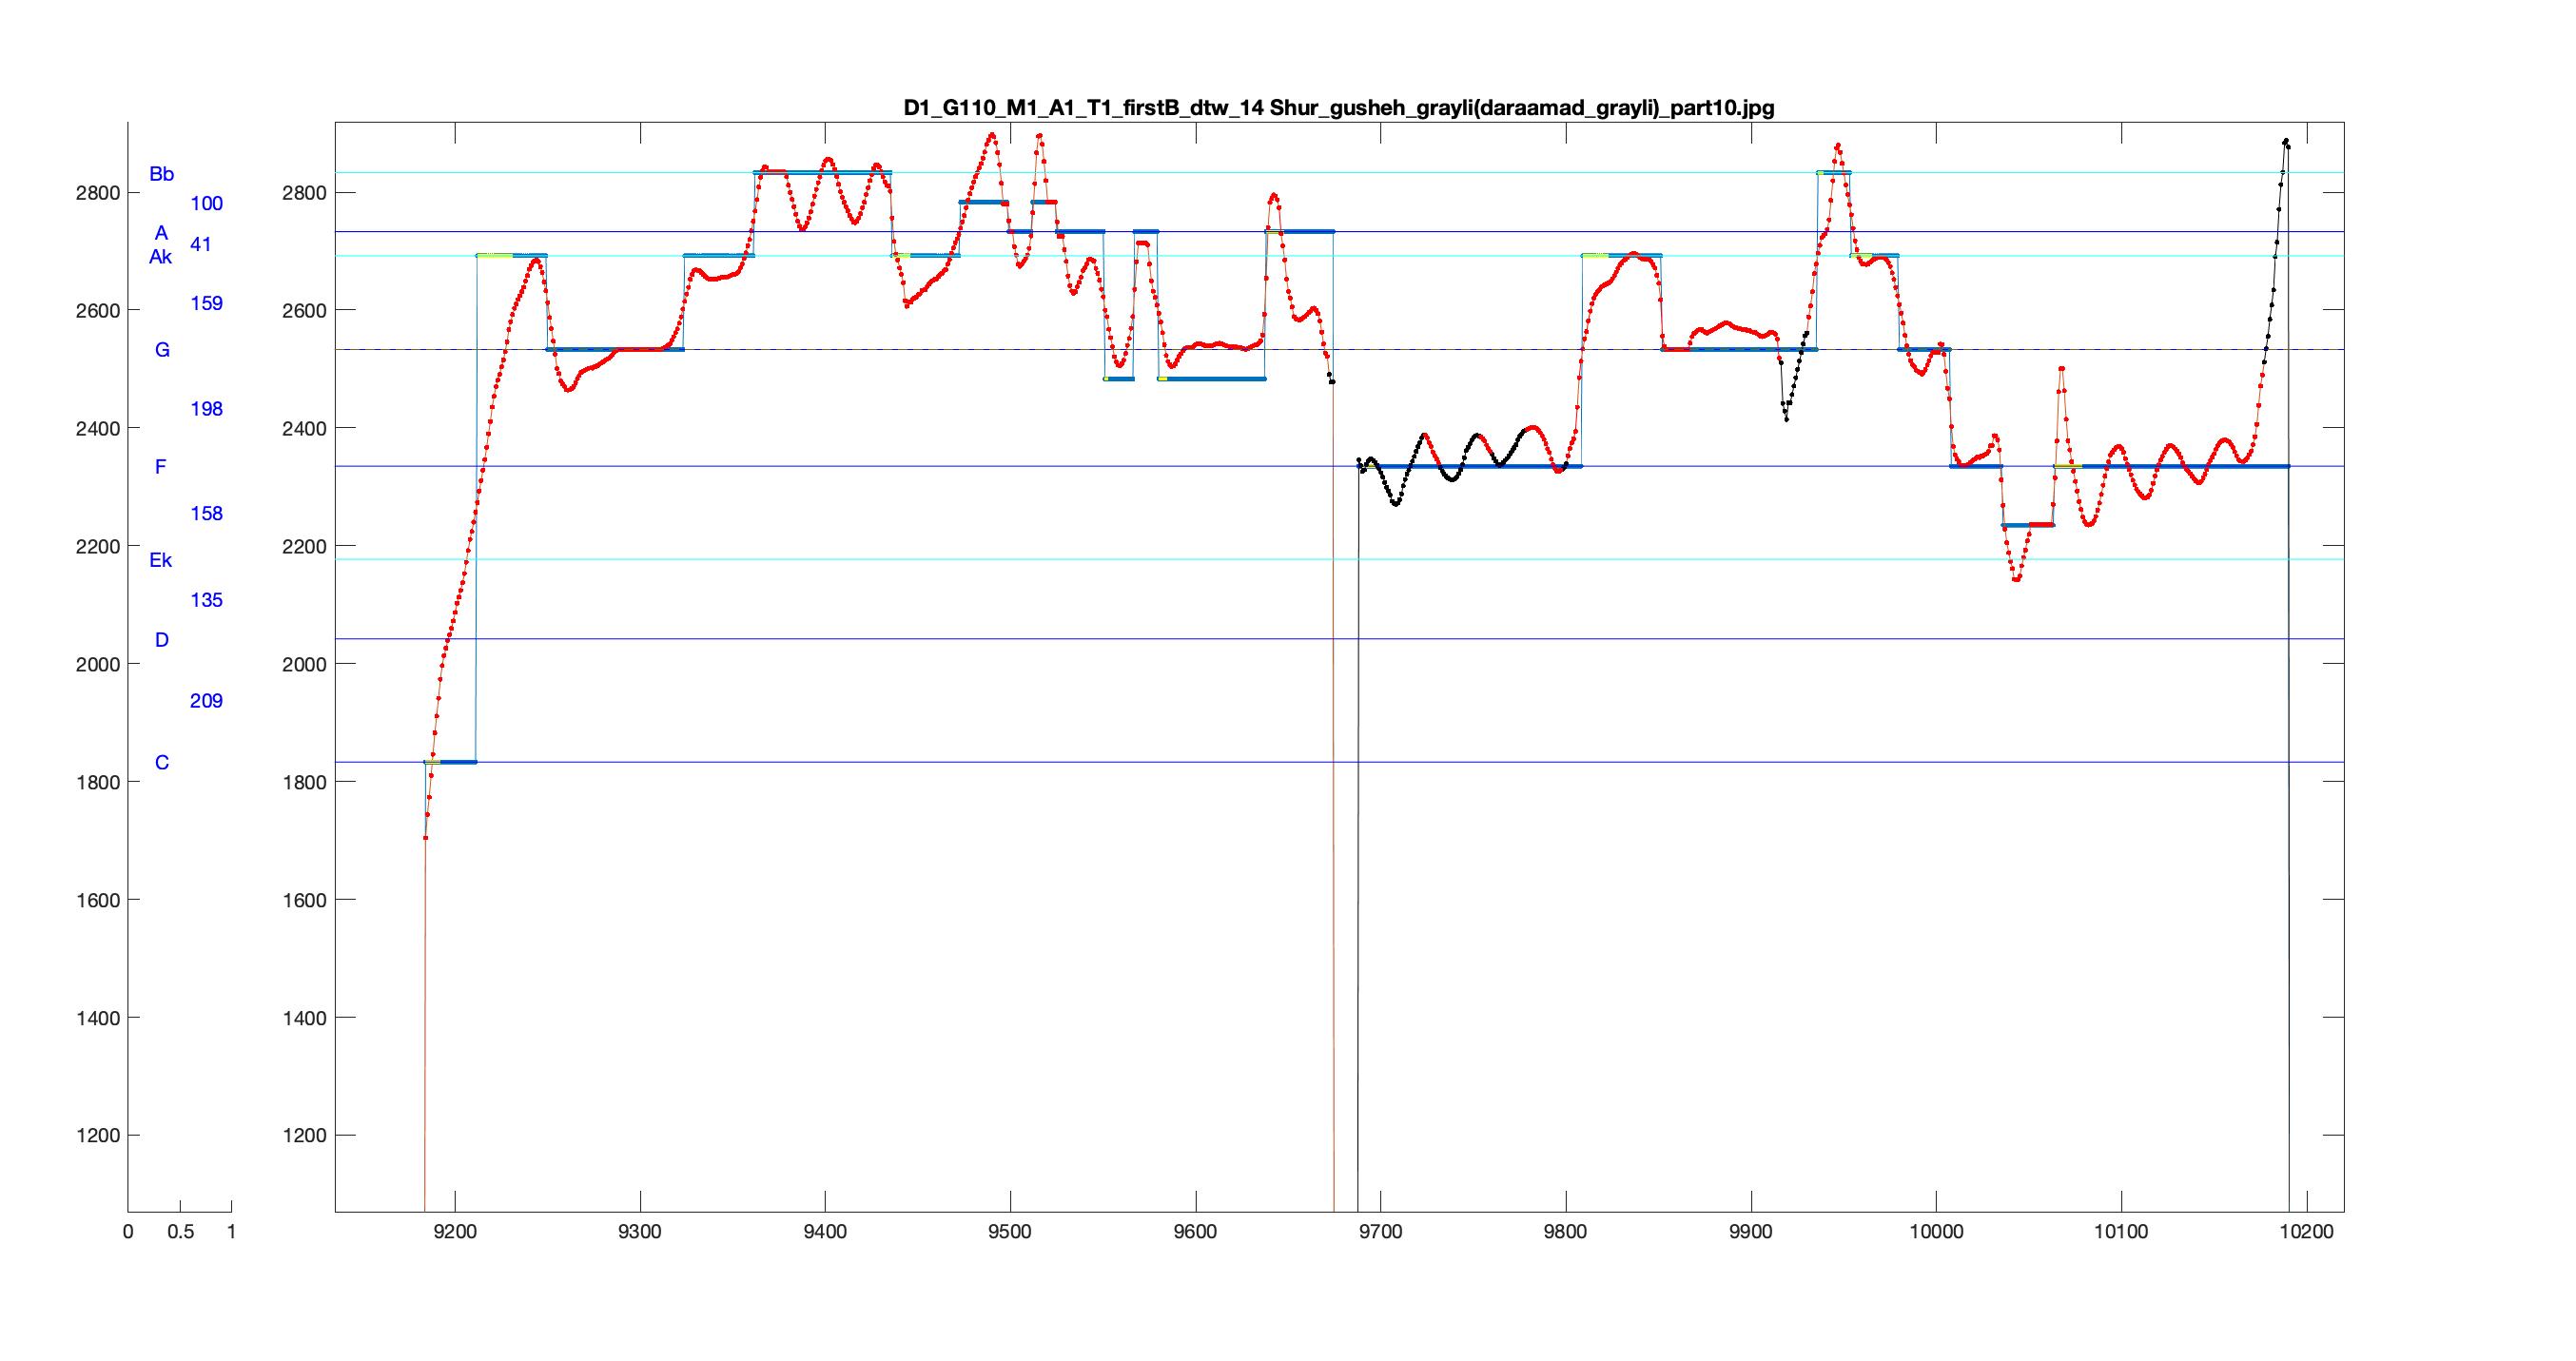 D1_G110_M1_A1_T1_firstB_dtw_14 Shur_gusheh_grayli(daraamad_grayli)_part10.jpg
Bb
2800 2800
100
A
41
Ak
159
2600 2600
G
198
2400 2400
F
158
2200 2200
Ek
135
D
2000 2000
209
C
1800 1800
1600 1600
1400 1400
1200 1200
0 0.5 1 9200 9300 9400 9500 9600 9700 9800 9900 10000 10100 10200